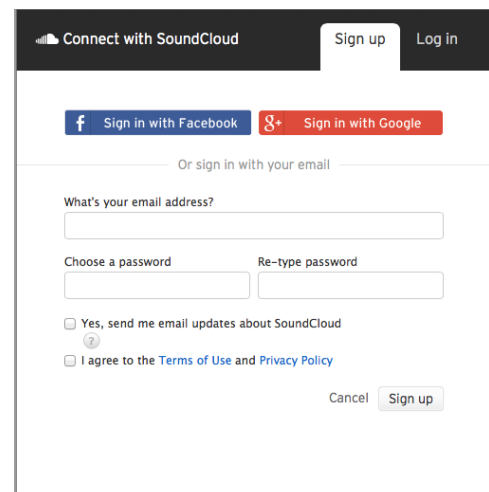 Connect with SoundCloud Sign up Log in
f Sign in with Facebook g+ Sign in with Google
Or sign in with your email
What's your email address?
Choose a password Re-type password
Yes, send me email updates about SoundCloud
?
I agree to the Terms of Use and Privacy Policy
Cancel Sign up